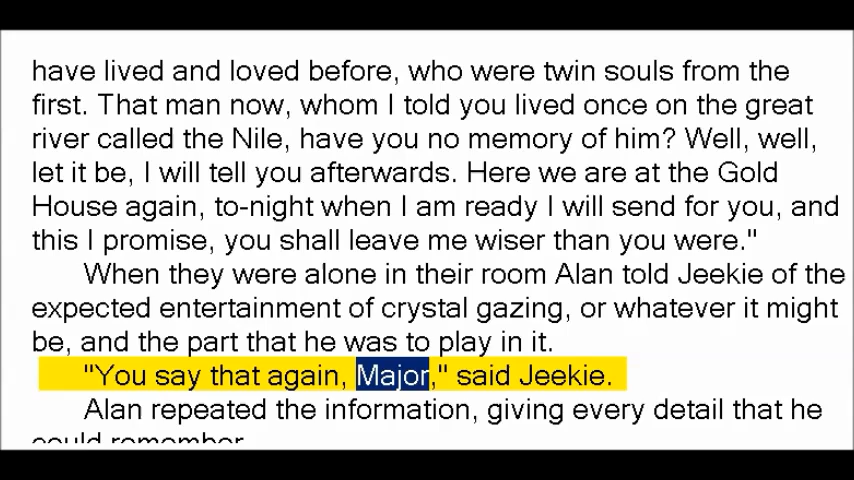 have lived and loved before, who were twin souls from the
first. That man now, whom I told you lived once on the great
river called the Nile, have you no memory of him? Well, well,
let it be, I will tell you afterwards. Here we are at the Gold
House again, to-night when I am ready I will send for you, and
this I promise, you shall leave me wiser than you were."
When they were alone in their room Alan told Jeekie of the
expected entertainment of crystal gazing, or whatever it might
be, and the part that he was to play in it.
"You say that again, Major," said Jeekie.
Alan repeated the information, giving every detail that he
could remember